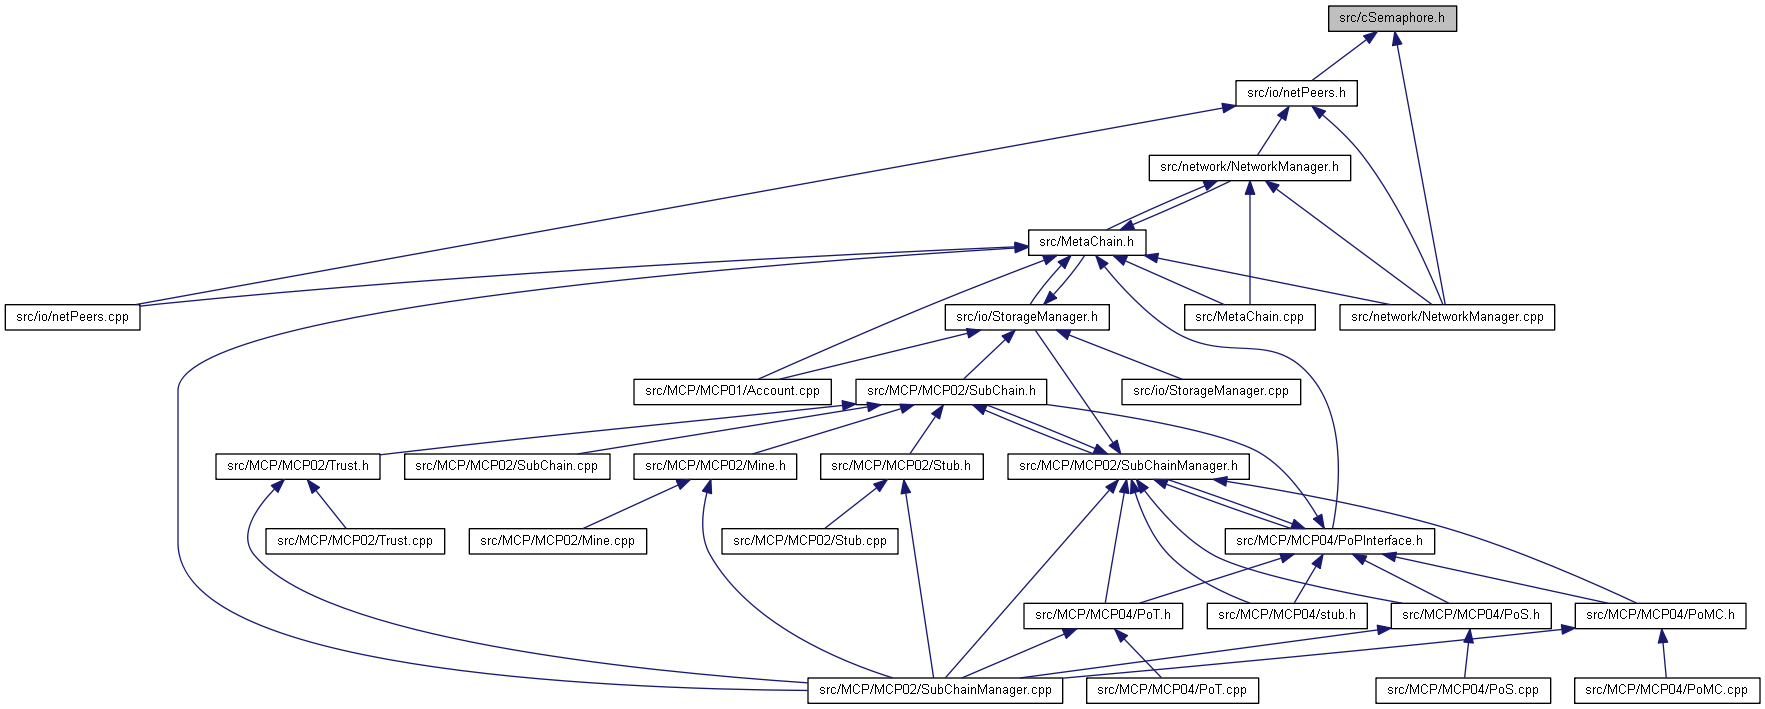 src/cSemaphore.h
src/io/netPeers.h
src/network/NetworkManager.h
src/MetaChain.h
src/io/netPeers.cpp
src/io/StorageManager.h
src/MetaChain.cpp
src/network/NetworkManager.cpp
src/MCP/MCP01/Account.cpp
src/MCP/MCP02/SubChain.h
src/io/StorageManager.cpp
src/MCP/MCP02/Trust.h
src/MCP/MCP02/SubChain.cpp
src/MCP/MCP02/Mine.h
src/MCP/MCP02/Stub.h
src/MCP/MCP02/SubChainManager.h
src/MCP/MCP02/Trust.cpp
src/MCP/MCP02/Mine.cpp
src/MCP/MCP02/Stub.cpp
src/MCP/MCP04/PoPInterface.h
src/MCP/MCP04/PoT.h
src/MCP/MCP04/stub.h
src/MCP/MCP04/PoS.h
src/MCP/MCP04/PoMC.h
src/MCP/MCP02/SubChainManager.cpp
src/MCP/MCP04/PoT.cpp
src/MCP/MCP04/PoS.cpp
src/MCP/MCP04/PoMC.cpp